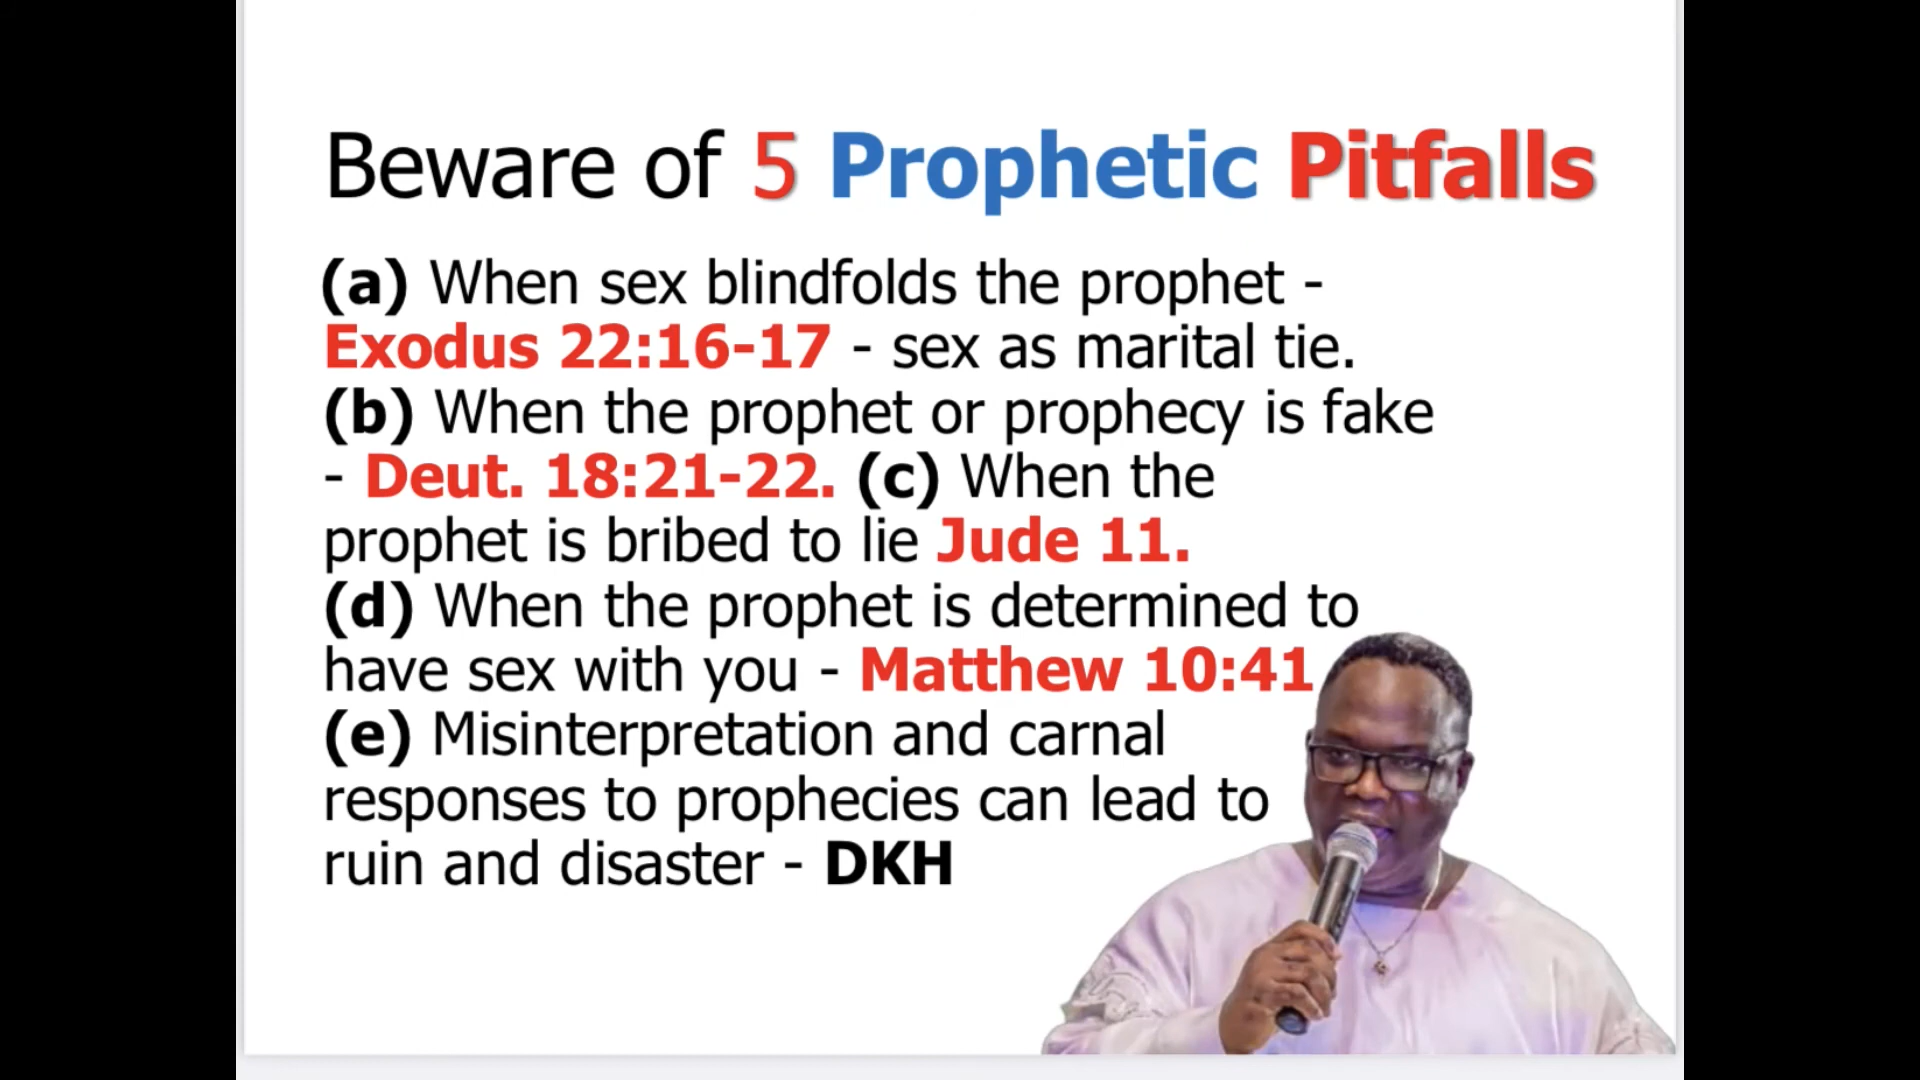 Beware of 5 Prophetic Pitfalls
(a) When sex blindfolds the prophet -
Exodus 22:16-17 - sex as marital tie.
(b) When the prophet or prophecy is fake
- Deut. 18:21-22. (c) When the
prophet is bribed to lie Jude 11.
(d) When the prophet is determined to
have sex with you - Matthew 10:41
(e) Misinterpretation and carnal
responses to prophecies can lead to
ruin and disaster - DKH